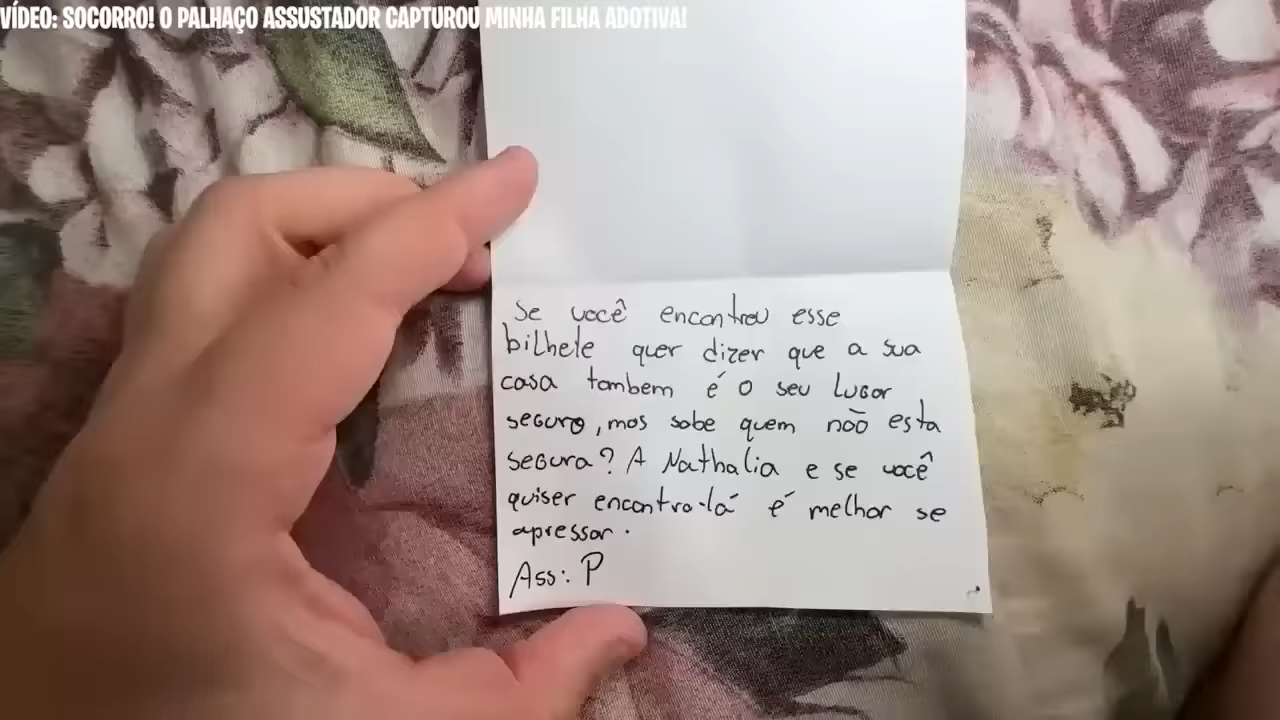 VÍDEO: SOCORRO! O PALHAÇO ASSUSTADOR CAPTUROU MINHA FILHA ADOTIVA!
Se você encontrou esse
bilhete quer dizer que a sua
casa tambem é o seu lugar
seguro, mas sabe quem não esta
segura? A Nathalia e se você
quiser encontra-lá é melhor se
apressar.
Ass: P